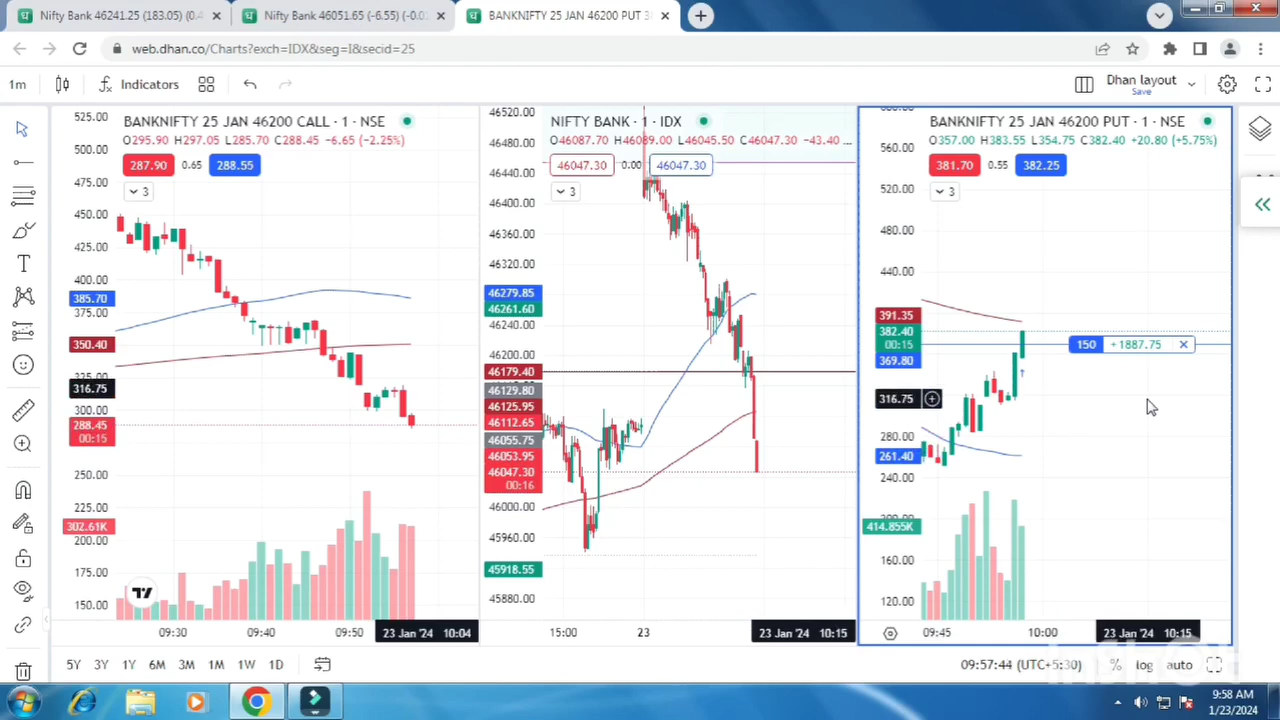 Nifty Bank 46241.25 (183.05) (0.4
Nifty Bank 46051.65 (-6.55) (-0.0
BANKNIFTY 25 JAN 46200 PUT 3
web.dhan.co/Charts?exch=IDX&seg=I&secid=25
1m
Indicators
Dhan layout
Save
BANKNIFTY 25 JAN 46200 CALL · 1 · NSE
O295.90 H297.05 L285.70 C288.45 −6.65 (−2.25%)
287.90 0.65 288.55
3
525.00
500.00
475.00
450.00
425.00
400.00
385.70
375.00
350.40
316.75
300.00
288.45
00:15
250.00
225.00
302.61K
200.00
175.00
150.00
09:30 09:40 09:50 23 Jan '24 10:04
NIFTY BANK · 1 · IDX
O46087.70 H46089.00 L46045.50 C46047.30 −43.40 ...
46047.30 0.00 46047.30
3
46520.00
46480.00
46440.00
46400.00
46360.00
46320.00
46279.85
46261.60
46240.00
46200.00
46179.40
46129.80
46125.95
46112.65
46055.75
46053.95
46047.30
00:16
46000.00
45960.00
45918.55
45880.00
15:00 23 23 Jan '24 10:15
BANKNIFTY 25 JAN 46200 PUT · 1 · NSE
O357.00 H383.55 L354.75 C382.40 +20.80 (+5.75%)
381.70 0.55 382.25
3
560.00
520.00
480.00
440.00
391.35
382.40
00:15
369.80
150 +1887.75
316.75
280.00
261.40
240.00
414.855K
160.00
120.00
09:45 10:00 23 Jan '24 10:15
5Y 3Y 1Y 6M 3M 1M 1W 1D
09:57:44 (UTC+5:30) % log auto
9:58 AM
1/23/2024